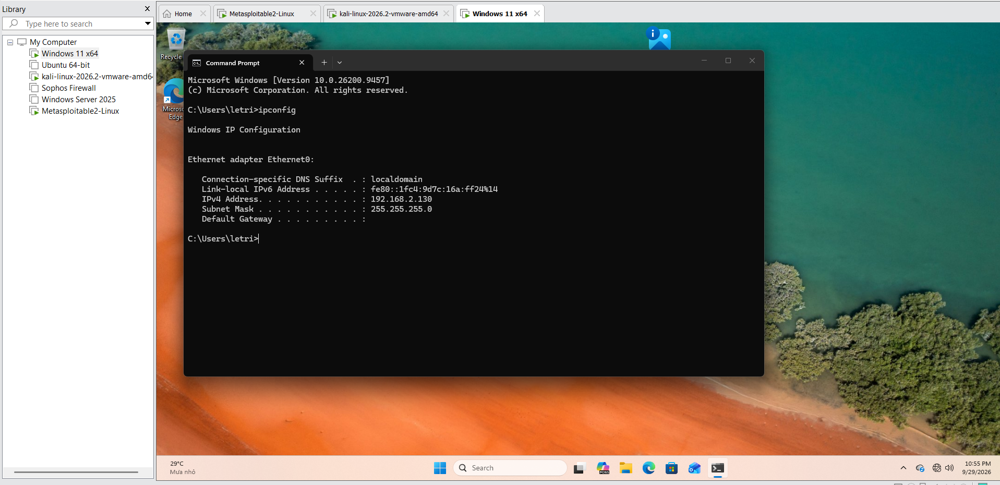 Library
Type here to search
My Computer
Windows 11 x64
Ubuntu 64-bit
kali-linux-2026.2-vmware-amd64
Sophos Firewall
Windows Server 2025
Metasploitable2-Linux
Home
Metasploitable2-Linux
kali-linux-2026.2-vmware-amd64
Windows 11 x64
Recycle
Microso
Edge
Command Prompt
Microsoft Windows [Version 10.0.26200.9457]
(c) Microsoft Corporation. All rights reserved.
C:\Users\letri>ipconfig
Windows IP Configuration
Ethernet adapter Ethernet0:
Connection-specific DNS Suffix  . : localdomain
Link-local IPv6 Address . . . . . : fe80::1fc4:9d7c:16a:ff24%14
IPv4 Address. . . . . . . . . . . : 192.168.2.130
Subnet Mask . . . . . . . . . . . : 255.255.255.0
Default Gateway . . . . . . . . . :
C:\Users\letri>
29°C
Mưa nhỏ
Search
M365
10:55 PM
9/29/2026